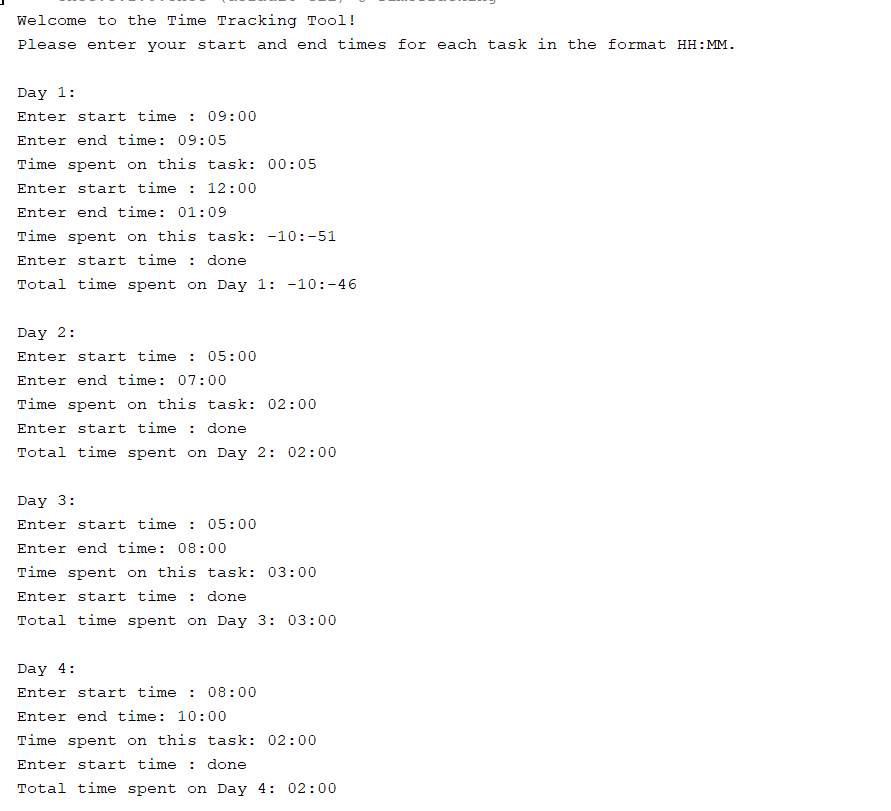 Welcome to the Time Tracking Tool!
Please enter your start and end times for each task in the format HH:MM.
Day 1:
Enter start time : 09:00
Enter end time: 09:05
Time spent on this task: 00:05
Enter start time : 12:00
Enter end time: 01:09
Time spent on this task: -10:-51
Enter start time : done
Total time spent on Day 1: -10:-46
Day 2:
Enter start time : 05:00
Enter end time: 07:00
Time spent on this task: 02:00
Enter start time : done
Total time spent on Day 2: 02:00
Day 3:
Enter start time : 05:00
Enter end time: 08:00
Time spent on this task: 03:00
Enter start time : done
Total time spent on Day 3: 03:00
Day 4:
Enter start time : 08:00
Enter end time: 10:00
Time spent on this task: 02:00
Enter start time : done
Total time spent on Day 4: 02:00